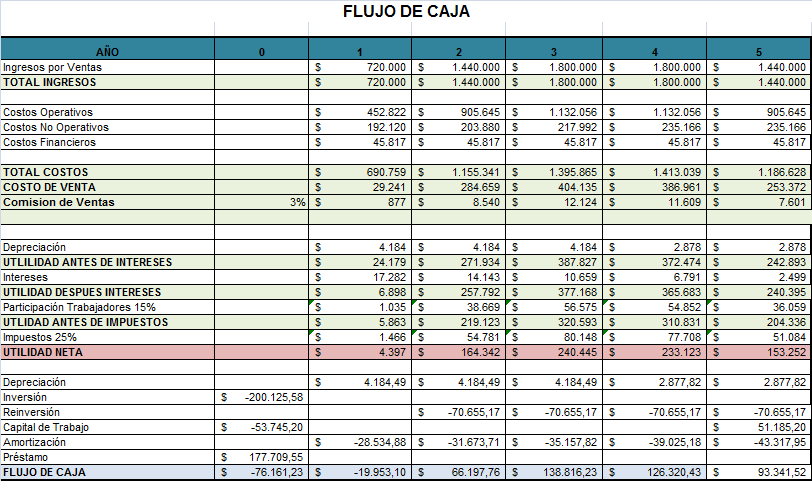 FLUJO DE CAJA
AÑO 0 1 2 3 4 5
Ingresos por Ventas $ 720.000 $ 1.440.000 $ 1.800.000 $ 1.800.000 $ 1.440.000
TOTAL INGRESOS $ 720.000 $ 1.440.000 $ 1.800.000 $ 1.800.000 $ 1.440.000
Costos Operativos $ 452.822 $ 905.645 $ 1.132.056 $ 1.132.056 $ 905.645
Costos No Operativos $ 192.120 $ 203.880 $ 217.992 $ 235.166 $ 235.166
Costos Financieros $ 45.817 $ 45.817 $ 45.817 $ 45.817 $ 45.817
TOTAL COSTOS $ 690.759 $ 1.155.341 $ 1.395.865 $ 1.413.039 $ 1.186.628
COSTO DE VENTA $ 29.241 $ 284.659 $ 404.135 $ 386.961 $ 253.372
Comision de Ventas 3% $ 877 $ 8.540 $ 12.124 $ 11.609 $ 7.601
Depreciación $ 4.184 $ 4.184 $ 4.184 $ 2.878 $ 2.878
UTLILIDAD ANTES DE INTERESES $ 24.179 $ 271.934 $ 387.827 $ 372.474 $ 242.893
Intereses $ 17.282 $ 14.143 $ 10.659 $ 6.791 $ 2.499
UTILIDAD DESPUES INTERESES $ 6.898 $ 257.792 $ 377.168 $ 365.683 $ 240.395
Participación Trabajadores 15% $ 1.035 $ 38.669 $ 56.575 $ 54.852 $ 36.059
UTLIDAD ANTES DE IMPUESTOS $ 5.863 $ 219.123 $ 320.593 $ 310.831 $ 204.336
Impuestos 25% $ 1.466 $ 54.781 $ 80.148 $ 77.708 $ 51.084
UTILIDAD NETA $ 4.397 $ 164.342 $ 240.445 $ 233.123 $ 153.252
Depreciación $ 4.184,49 $ 4.184,49 $ 4.184,49 $ 2.877,82 $ 2.877,82
Inversión $ -200.125,58
Reinversión $ -70.655,17 $ -70.655,17 $ -70.655,17 $ -70.655,17
Capital de Trabajo $ -53.745,20 $ 51.185,20
Amortización $ -28.534,88 $ -31.673,71 $ -35.157,82 $ -39.025,18 $ -43.317,95
Préstamo $ 177.709,55
FLUJO DE CAJA $ -76.161,23 $ -19.953,10 $ 66.197,76 $ 138.816,23 $ 126.320,43 $ 93.341,52